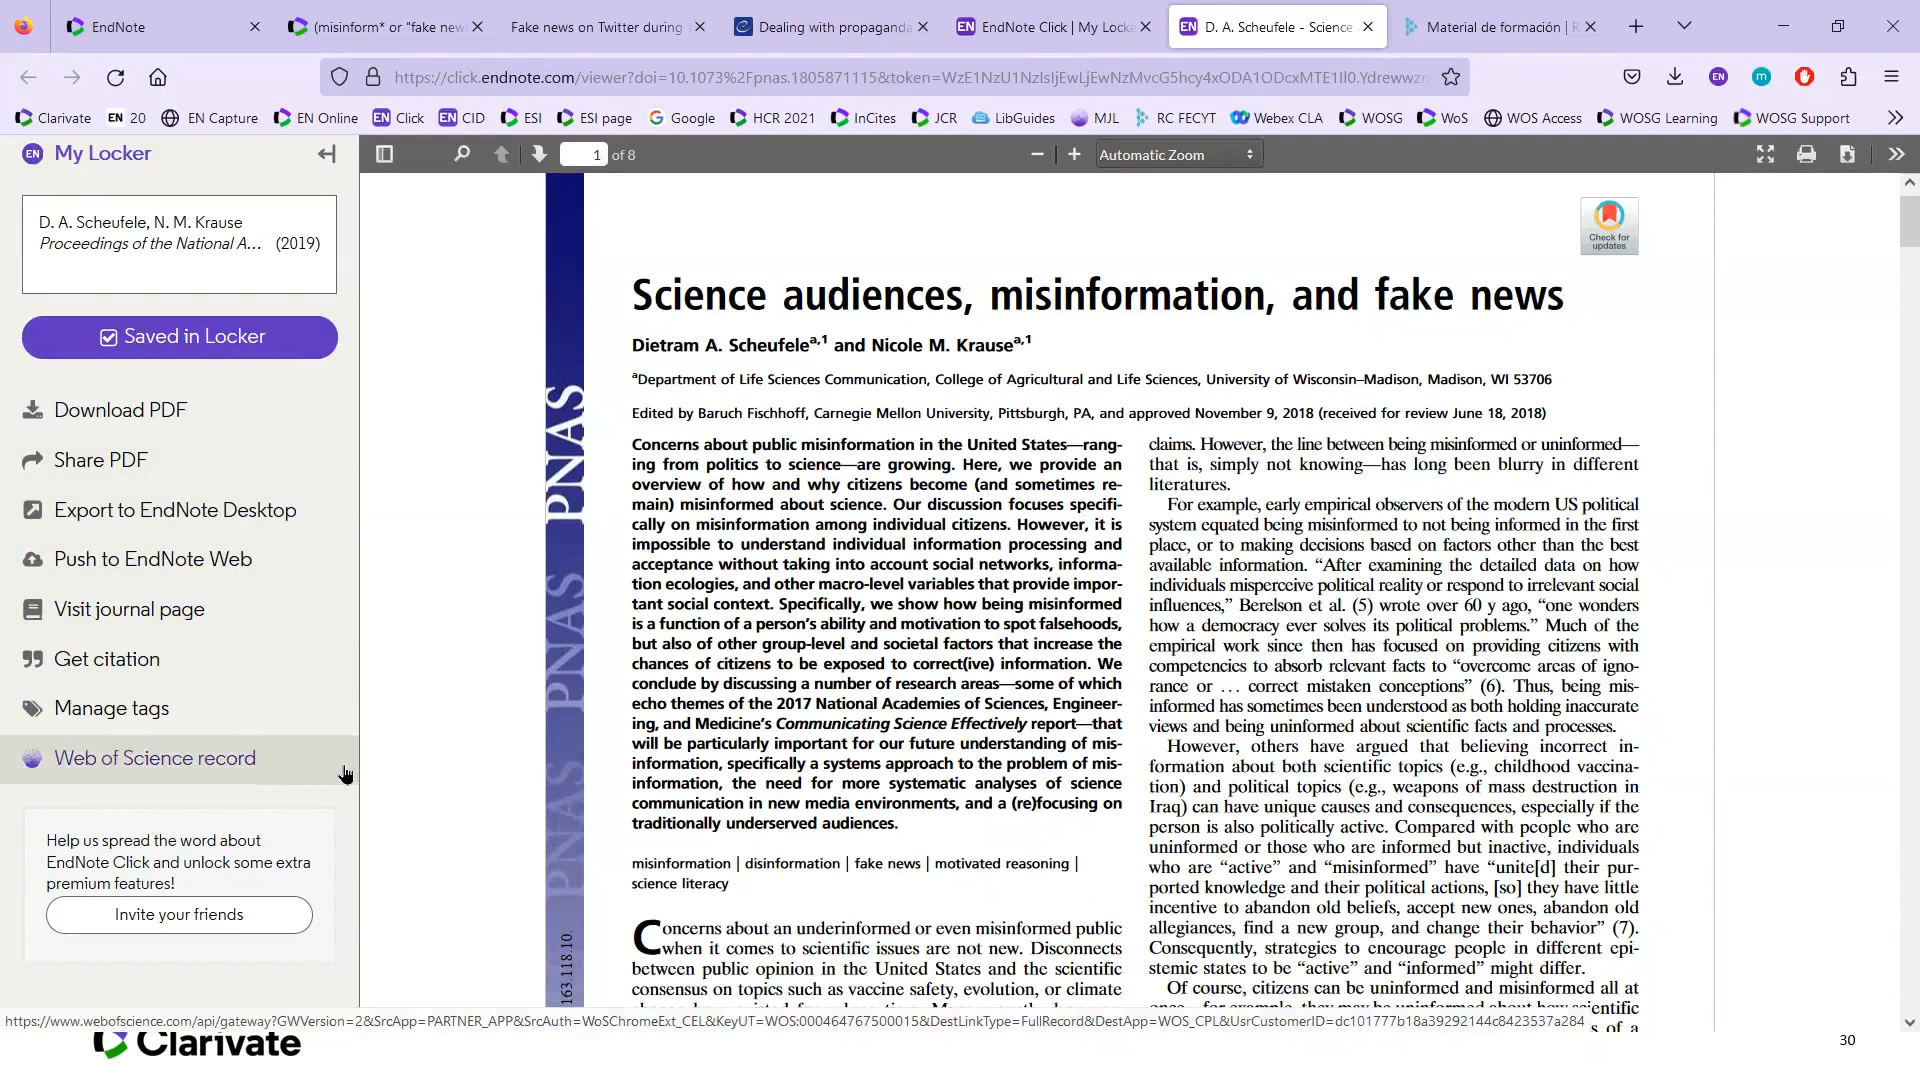 EndNote
(misinform* or "fake new
Fake news on Twitter during
Dealing with propaganda
EN EndNote Click | My Locke
EN D. A. Scheufele - Science
Material de formación | R
https://click.endnote.com/viewer?doi=10.1073%2Fpnas.1805871115&token=
Clarivate
EN 20
EN Capture
EN Online
EN Click
EN CID
ESI
ESI page
Google
HCR 2021
InCites
JCR
LibGuides
MJL
RC FECYT
Webex CLA
WOSG
WoS
WOS Access
WOSG Learning
WOSG Support
EN My Locker
1 of 8
Automatic Zoom
D. A. Scheufele, N. M. Krause
Proceedings of the National A... (2019)
Saved in Locker
Download PDF
Share PDF
Export to EndNote Desktop
Push to EndNote Web
Visit journal page
Get citation
Manage tags
Web of Science record
Help us spread the word about
EndNote Click and unlock some extra
premium features!
Invite your friends
PNAS
PNAS
PNAS
163.118.10.
Check for
updates
Science audiences, misinformation, and fake news
Dietram A. Scheufele^a,1 and Nicole M. Krause^a,1
^aDepartment of Life Sciences Communication, College of Agricultural and Life Sciences, University of Wisconsin–Madison, Madison, WI 53706
Edited by Baruch Fischhoff, Carnegie Mellon University, Pittsburgh, PA, and approved November 9, 2018 (received for review June 18, 2018)
Concerns about public misinformation in the United States—rang-
ing from politics to science—are growing. Here, we provide an
overview of how and why citizens become (and sometimes re-
main) misinformed about science. Our discussion focuses specifi-
cally on misinformation among individual citizens. However, it is
impossible to understand individual information processing and
acceptance without taking into account social networks, informa-
tion ecologies, and other macro-level variables that provide impor-
tant social context. Specifically, we show how being misinformed
is a function of a person's ability and motivation to spot falsehoods,
but also of other group-level and societal factors that increase the
chances of citizens to be exposed to correct(ive) information. We
conclude by discussing a number of research areas—some of which
echo themes of the 2017 National Academies of Sciences, Engineer-
ing, and Medicine's Communicating Science Effectively report—that
will be particularly important for our future understanding of mis-
information, specifically a systems approach to the problem of mis-
information, the need for more systematic analyses of science
communication in new media environments, and a (re)focusing on
traditionally underserved audiences.
misinformation | disinformation | fake news | motivated reasoning |
science literacy
Concerns about an underinformed or even misinformed public
when it comes to scientific issues are not new. Disconnects
between public opinion in the United States and the scientific
consensus on topics such as vaccine safety, evolution, or climate
claims. However, the line between being misinformed or uninformed—
that is, simply not knowing—has long been blurry in different
literatures.
For example, early empirical observers of the modern US political
system equated being misinformed to not being informed in the first
place, or to making decisions based on factors other than the best
available information. “After examining the detailed data on how
individuals misperceive political reality or respond to irrelevant social
influences,” Berelson et al. (5) wrote over 60 y ago, “one wonders
how a democracy ever solves its political problems.” Much of the
empirical work since then has focused on providing citizens with
competencies to absorb relevant facts to “overcome areas of igno-
rance or … correct mistaken conceptions” (6). Thus, being mis-
informed has sometimes been understood as both holding inaccurate
views and being uninformed about scientific facts and processes.
However, others have argued that believing incorrect in-
formation about both scientific topics (e.g., childhood vaccina-
tion) and political topics (e.g., weapons of mass destruction in
Iraq) can have unique causes and consequences, especially if the
person is also politically active. Compared with people who are
uninformed or those who are informed but inactive, individuals
who are “active” and “misinformed” have “unite[d] their pur-
ported knowledge and their political actions, [so] they have little
incentive to abandon old beliefs, accept new ones, abandon old
allegiances, find a new group, and change their behavior” (7).
Consequently, strategies to encourage people in different epi-
stemic states to be “active” and “informed” might differ.
Of course, citizens can be uninformed and misinformed all at
https://www.webofscience.com/api/gateway?GWVersion=2&SrcApp=PARTNER_APP&SrcAuth=WoSChromeExt_CEL&KeyUT=WOS:000464767500015&DestLinkType=FullRecord&DestApp=WOS_CPL&UsrCustomerID=dc101777b18a39292144c8423537a284
s of a
Clarivate
30